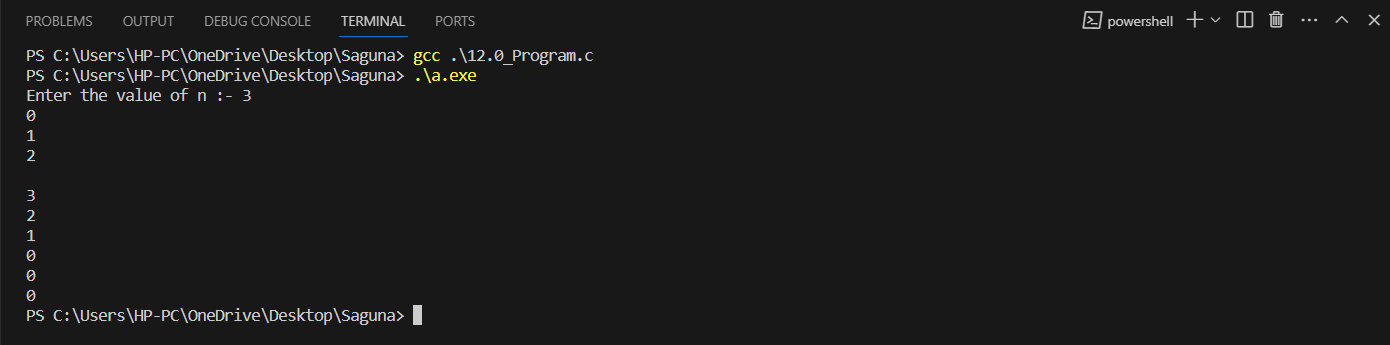 PROBLEMS OUTPUT DEBUG CONSOLE TERMINAL PORTS powershell
PS C:\Users\HP-PC\OneDrive\Desktop\Saguna> gcc .\12.0_Program.c
PS C:\Users\HP-PC\OneDrive\Desktop\Saguna> .\a.exe
Enter the value of n :- 3
0
1
2
3
2
1
0
0
0
PS C:\Users\HP-PC\OneDrive\Desktop\Saguna>